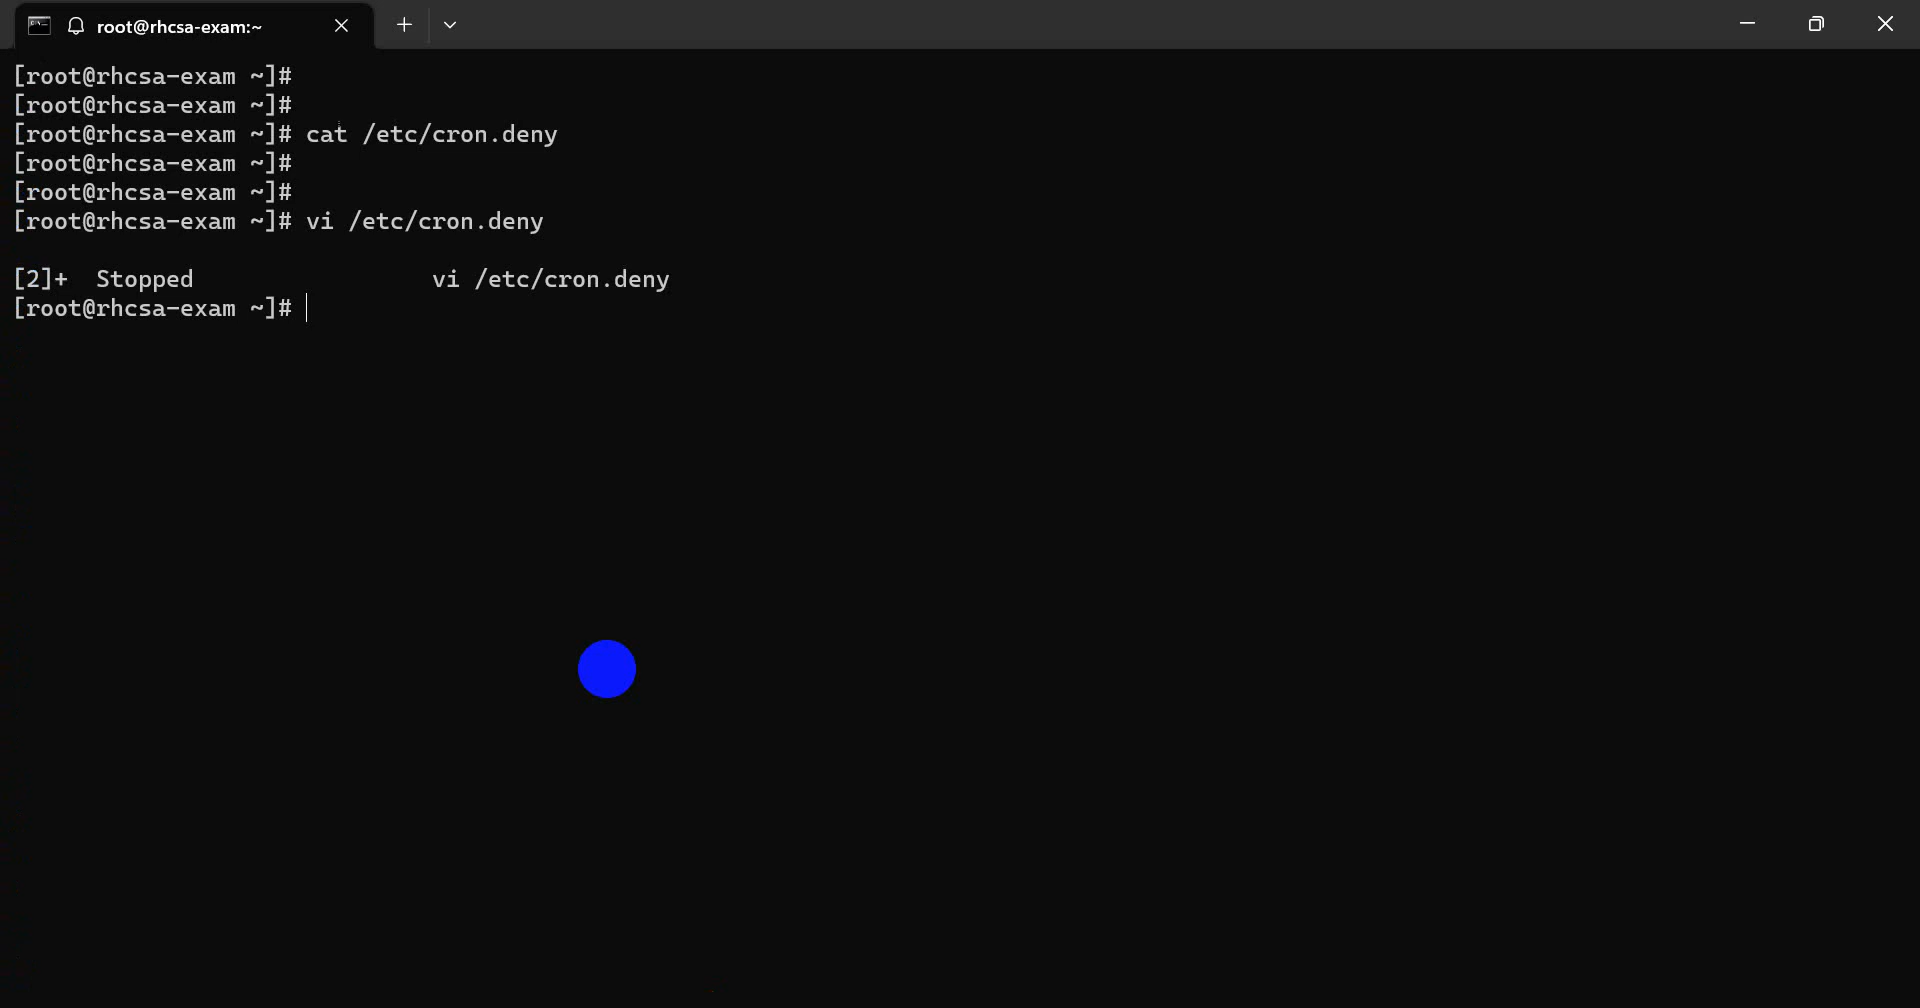 root@rhcsa-exam:~
[root@rhcsa-exam ~]#
[root@rhcsa-exam ~]#
[root@rhcsa-exam ~]# cat /etc/cron.deny
[root@rhcsa-exam ~]#
[root@rhcsa-exam ~]#
[root@rhcsa-exam ~]# vi /etc/cron.deny
[2]+  Stopped                 vi /etc/cron.deny
[root@rhcsa-exam ~]#